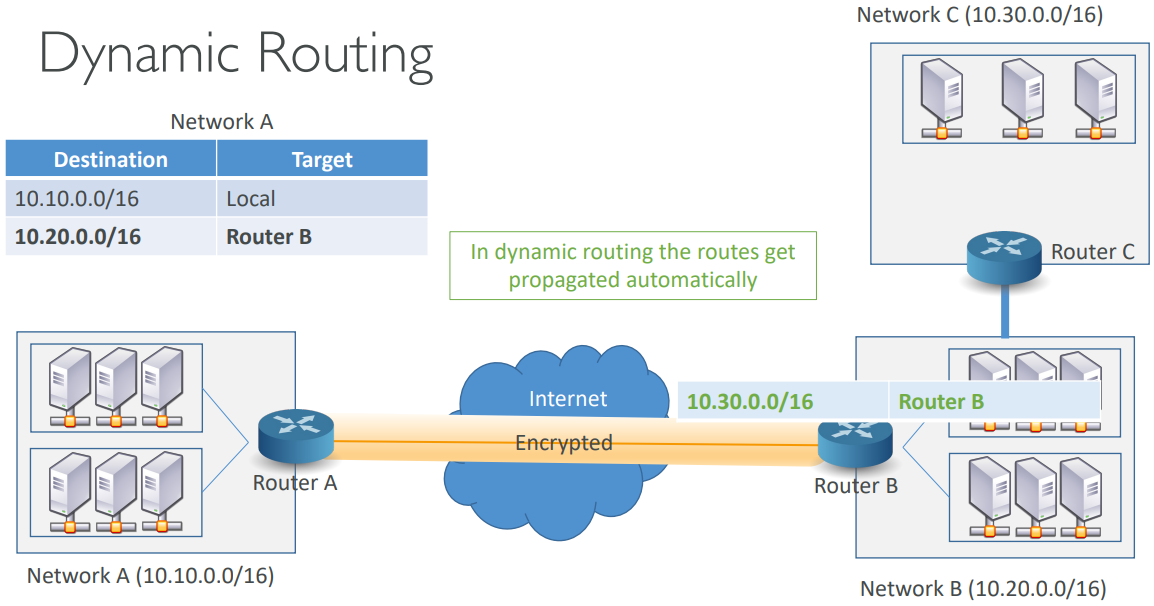 Network C (10.30.0.0/16)
Dynamic Routing
Network A
Destination Target
10.10.0.0/16 Local
10.20.0.0/16 Router B
In dynamic routing the routes get
propagated automatically
Router C
Internet
10.30.0.0/16 Router B
Encrypted
Router A
Router B
Network A (10.10.0.0/16)
Network B (10.20.0.0/16)